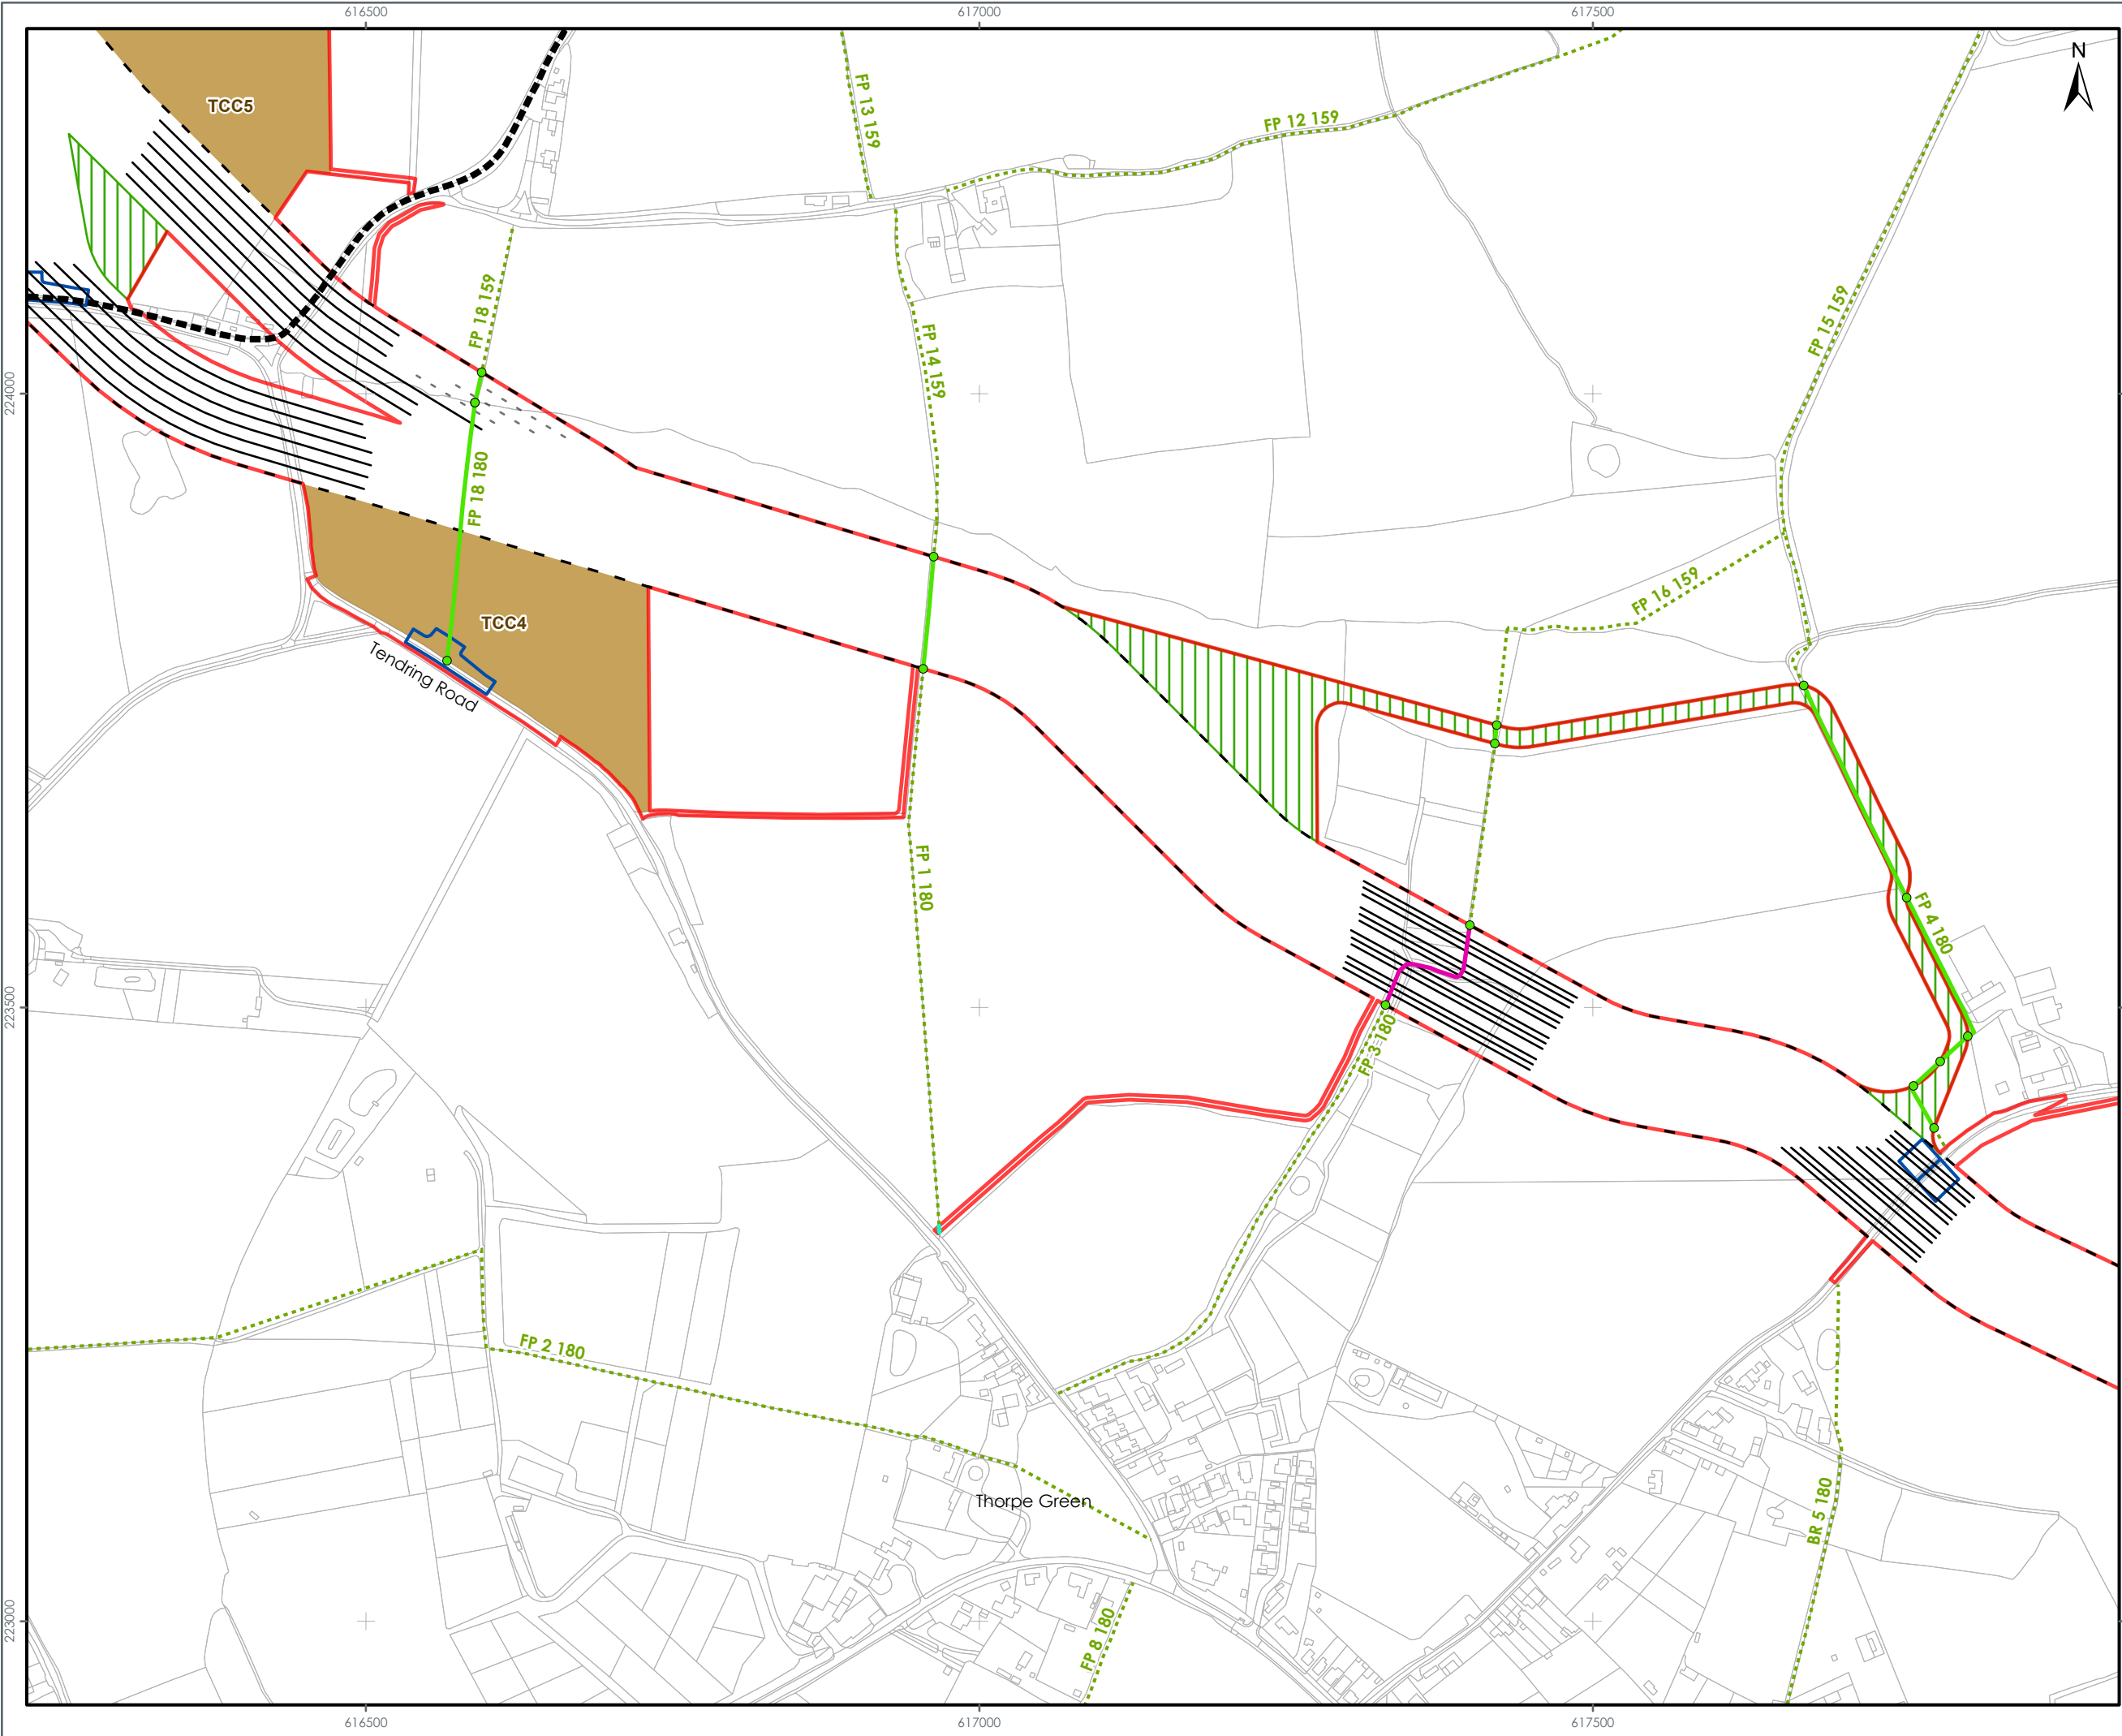 616500
617000
617500
N
TCC5
FP 13 159
FP 12 159
FP 18 159
FP 15 159
FP 14 159
224000
FP 18 180
FP 16 159
TCC4
Tendring Road
FP 1 180
FP 4 180
223500
FP 3 180
FP 2 180
Thorpe Green
BR 5 180
223000
FP 8 180
616500
617000
617500